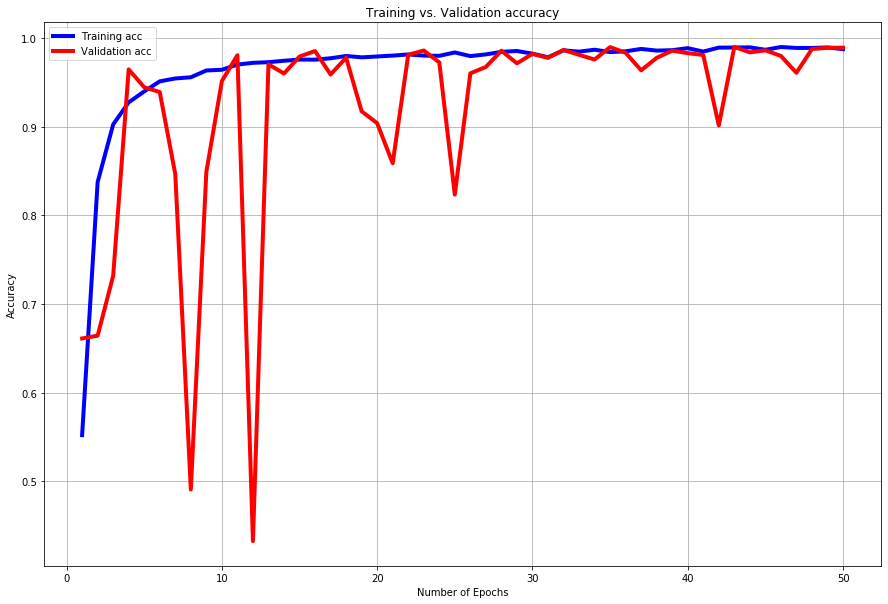 Training vs. Validation accuracy
Training acc
Validation acc
1.0
0.9
0.8
0.7
0.6
0.5
Accuracy
0 10 20 30 40 50
Number of Epochs